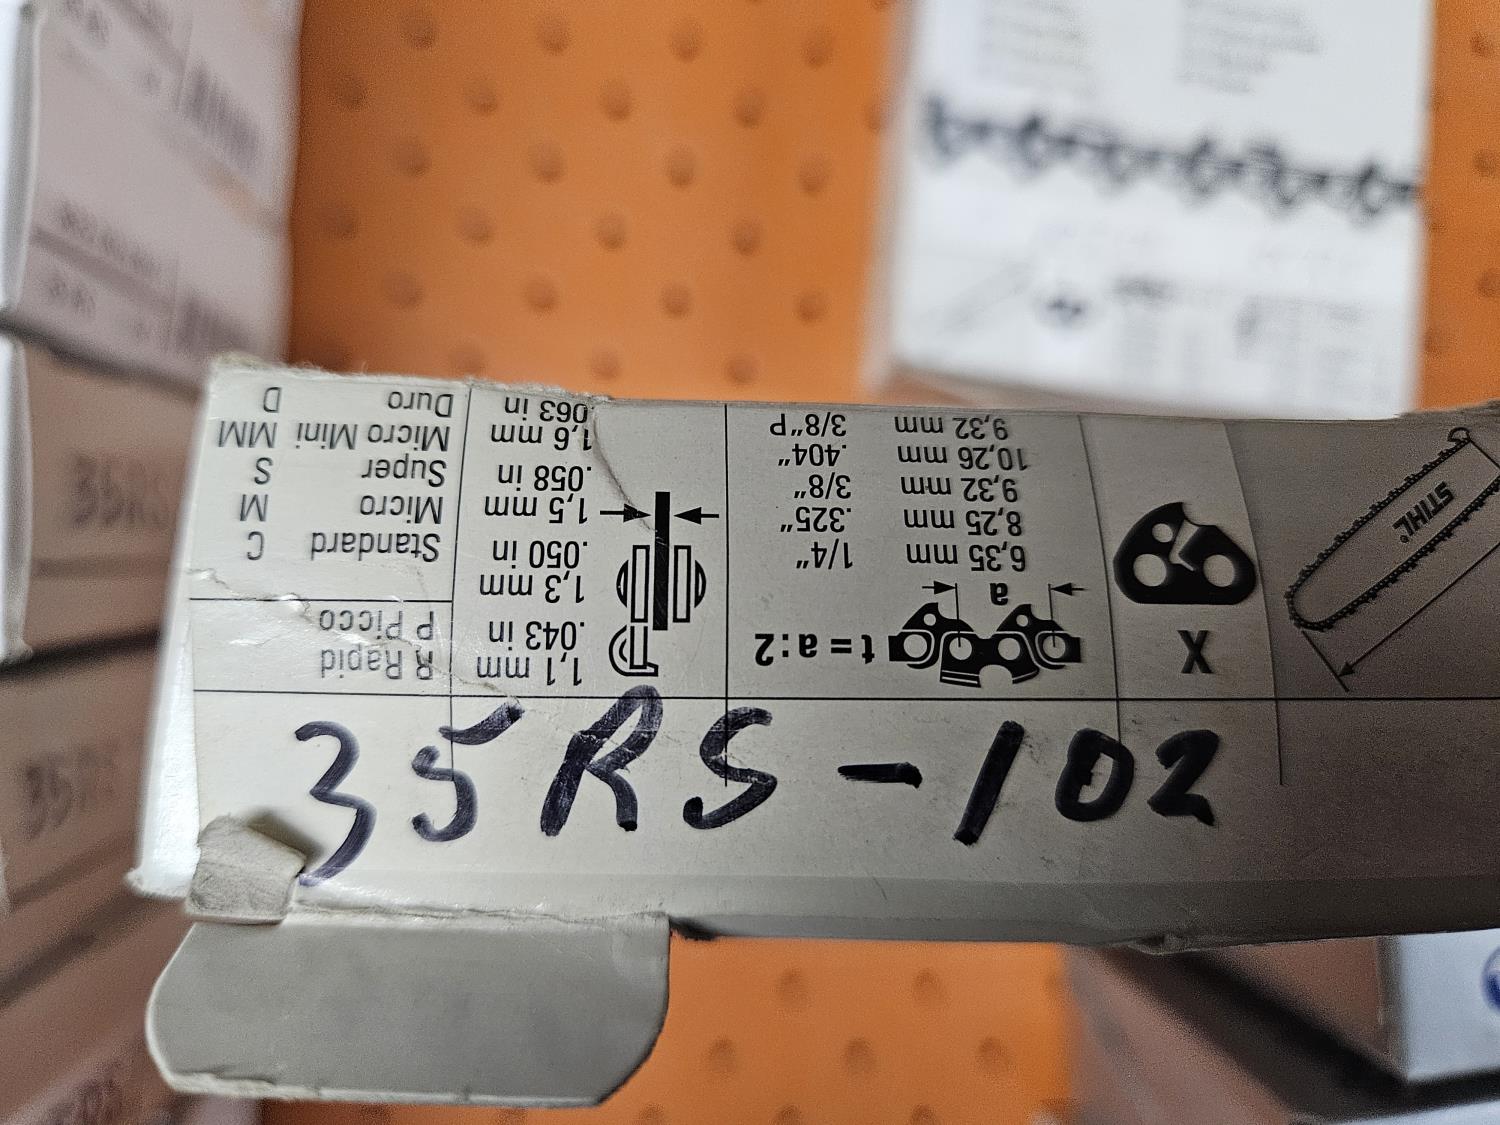 R Rapid
P Picco
Standard C
Micro M
Super S
Micro Mini MM
Duro D
1,1 mm
.043 in
1,3 mm
.050 in
1,5 mm
.058 in
1,6 mm
.063 in
t = a : 2
a
6,35 mm 1/4"
8,25 mm .325"
9,32 mm 3/8"
10,26 mm .404"
9,32 mm 3/8"P
X
STIHL®
35RS-102
35RS
35RS